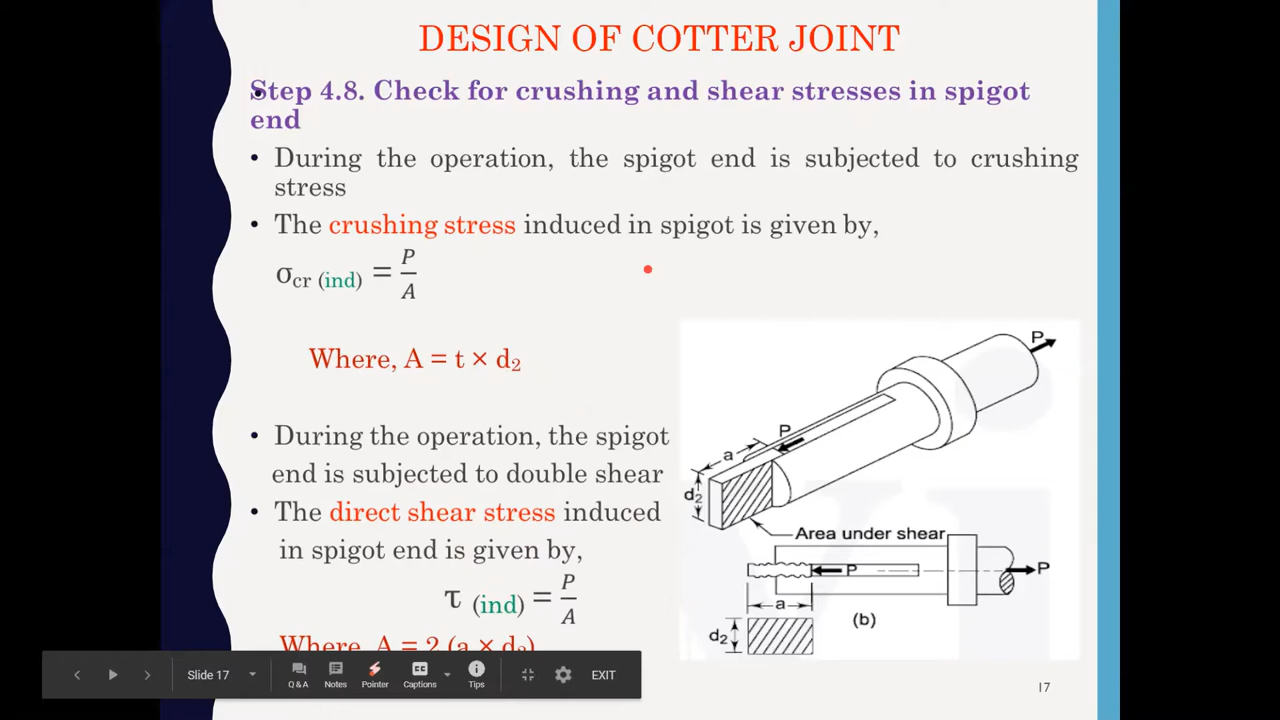 DESIGN OF COTTER JOINT
Step 4.8. Check for crushing and shear stresses in spigot
end
• During the operation, the spigot end is subjected to crushing
stress
• The crushing stress induced in spigot is given by,
σcr (ind) = P/A
Where, A = t × d₂
• During the operation, the spigot
end is subjected to double shear
• The direct shear stress induced
in spigot end is given by,
τ (ind) = P/A
Where, A = 2 (a × d₂)
P
P
a
d₂
Area under shear
P
P
a
(b)
d₂
Slide 17
Q & A
Notes
Pointer
Captions
Tips
EXIT
17